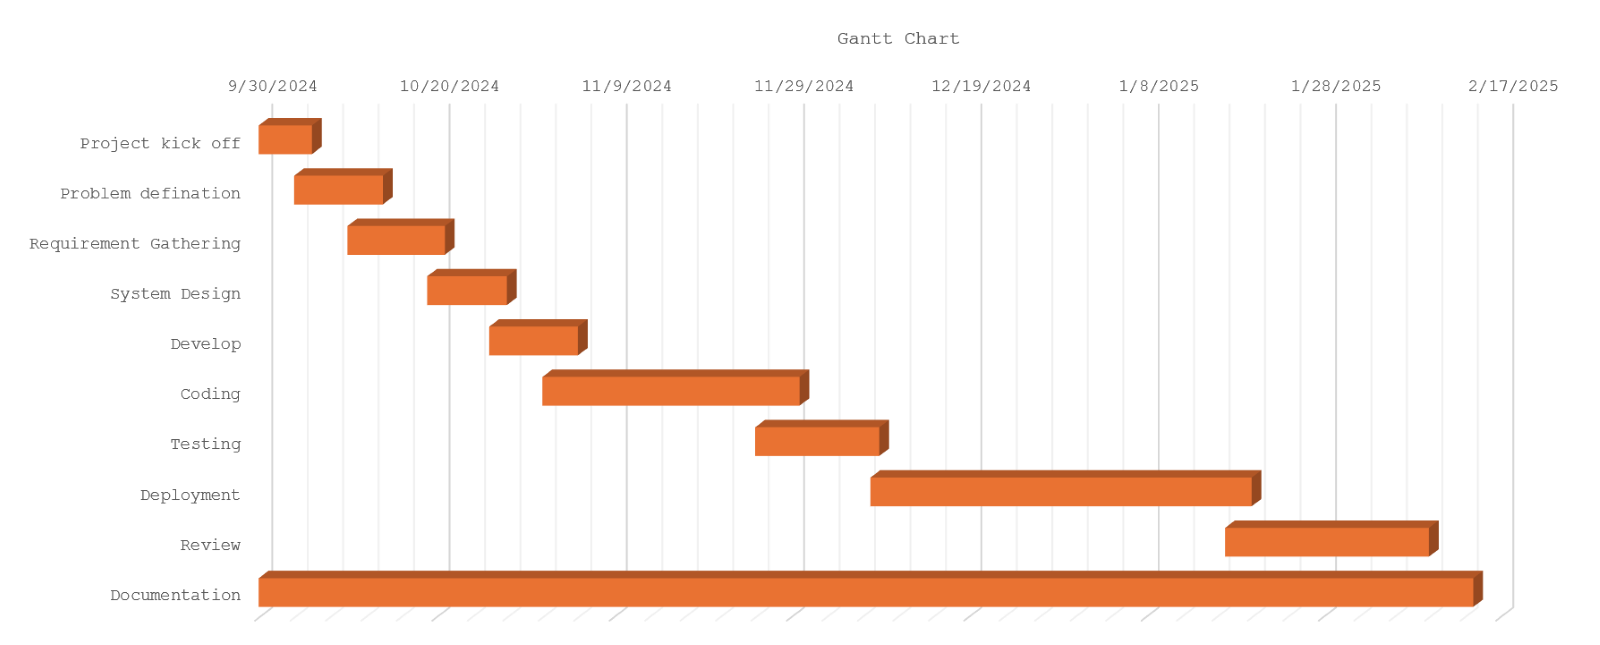 Gantt Chart
9/30/2024 10/20/2024 11/9/2024 11/29/2024 12/19/2024 1/8/2025 1/28/2025 2/17/2025
Project kick off
Problem defination
Requirement Gathering
System Design
Develop
Coding
Testing
Deployment
Review
Documentation